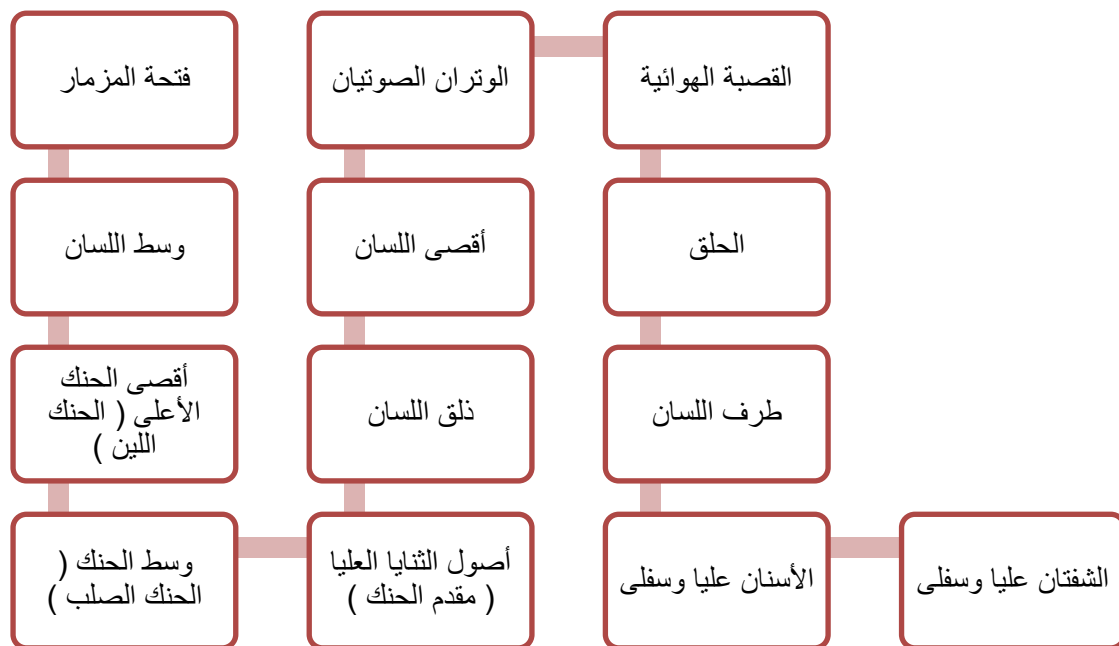 القصبة الهوائية
الوتران الصوتيان
فتحة المزمار
الحلق
أقصى اللسان
وسط اللسان
طرف اللسان
ذلق اللسان
أقصى الحنك
الأعلى ( الحنك
اللين )
الشفتان عليا وسفلى
الأسنان عليا وسفلى
أصول الثنايا العليا
( مقدم الحنك )
وسط الحنك (
الحنك الصلب )